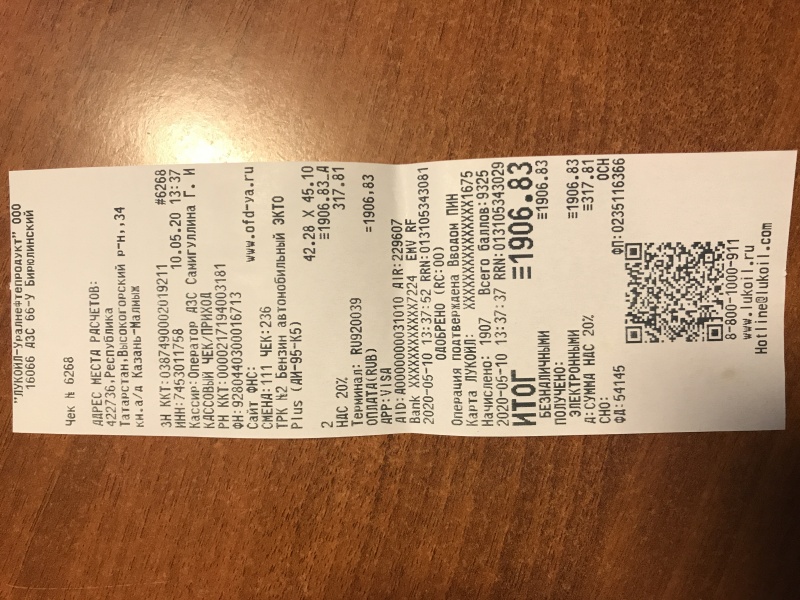 "ЛУКОЙЛ-Уралнефтепродукт" ООО
16066 АЗС 66-У Бирюлинский
Чек № 6268
АДРЕС МЕСТА РАСЧЕТОВ:
422736,Республика
Татарстан,Высокогорский р-н,,34
км.а/д Казань-Малмыж
#6268
ЗН ККТ:0387490002019211
ИНН:7453011758 10.05.20 13:37
Кассир:Оператор АЗС Самигуллина Г. И
КАССОВЫЙ ЧЕК/ПРИХОД
РН ККТ:0000217194003181
ФН:9280440300016713
Сайт ФНС: www.ofd-ya.ru
СМЕНА:111 ЧЕК:236
ТРК №2 Бензин автомобильный ЭКТО
Plus (АИ-95-К5)
42.28 X 45.10
2 ≡1906.83_А
НДС 20% 317.81
Терминал: RU920039
ОПЛАТА(RUB) =1906,83
APP:VISA
AID:A0000000031010 AIR:229607
Bank XXXXXXXXXXXX7224 EMV RF
2020-05-10 13:37:52 RRN:013105343081
ОДОБРЕНО (RC:00)
Операция подтверждена Вводом ПИН
Карта ЛУКОЙЛ: XXXXXXXXXXXXXX1675
Начислено: 1907 Всего баллов:9325
2020-05-10 13:37:37 RRN:013105343029
ИТОГ ≡1906.83
БЕЗНАЛИЧНЫМИ ≡1906.83
ПОЛУЧЕНО:
ЭЛЕКТРОННЫМИ ≡1906.83
А:СУММА НДС 20% ≡317.81
СНО: ОСН
ФД:54145 ФП:0235116366
www.lukoil.ru
8-800-1000-911
Hotline@lukoil.com